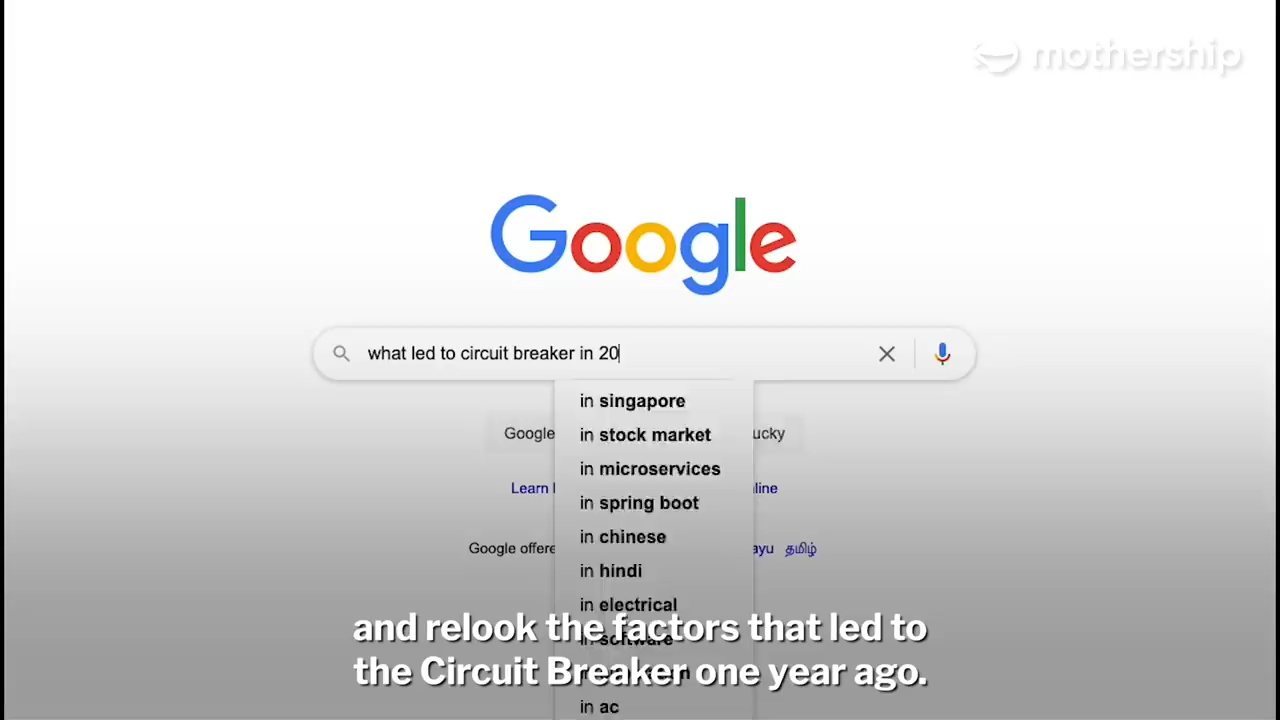 mothership
Google
what led to circuit breaker in 20
in singapore
Google
in stock market
ucky
in microservices
Learn
line
in spring boot
in chinese
Google offere
ayu தமிழ்
in hindi
in electrical
in software
and relook the factors that led to
the Circuit Breaker one year ago.
in ac